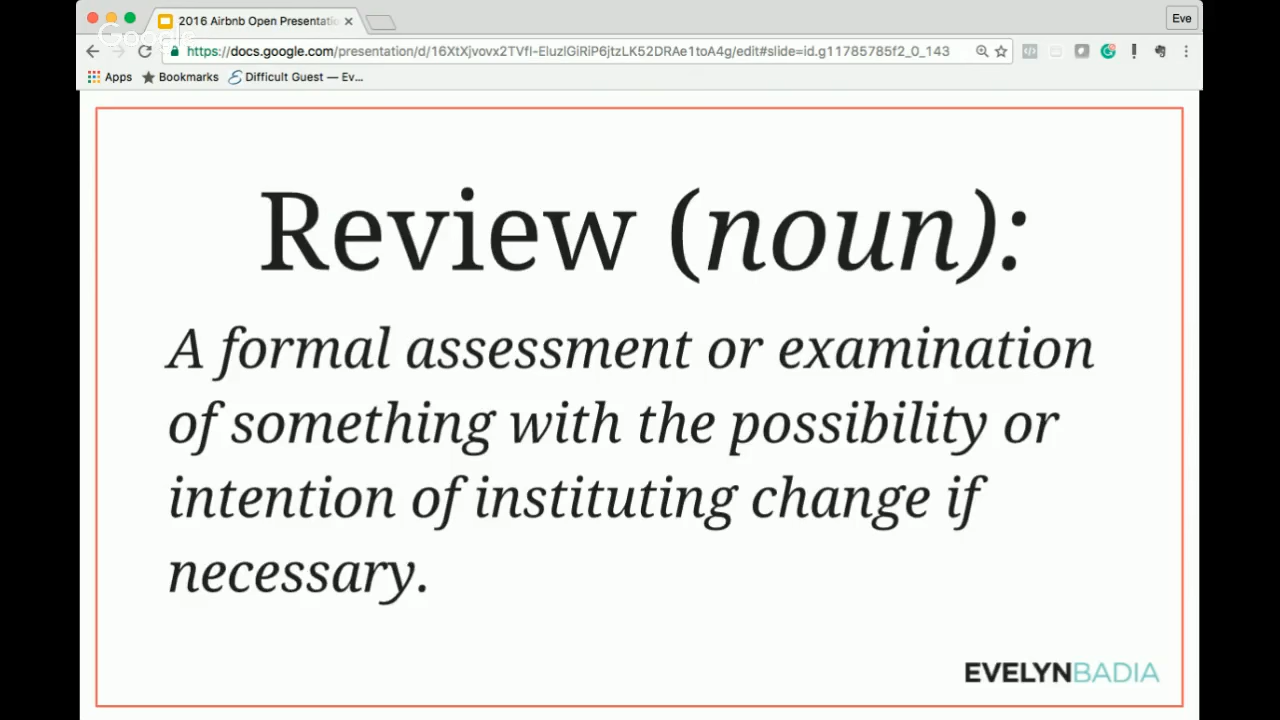 2016 Airbnb Open Presentatio
Eve
Google
https://docs.google.com/presentation/d/16XtXjvovx2TVfI-EluzlGiRiP6jtzLK52DRAe1toA4g/edit#slide=id.g11785785f2_0_143
Apps Bookmarks Difficult Guest — Ev...
Review (noun):
A formal assessment or examination
of something with the possibility or
intention of instituting change if
necessary.
EVELYNBADIA